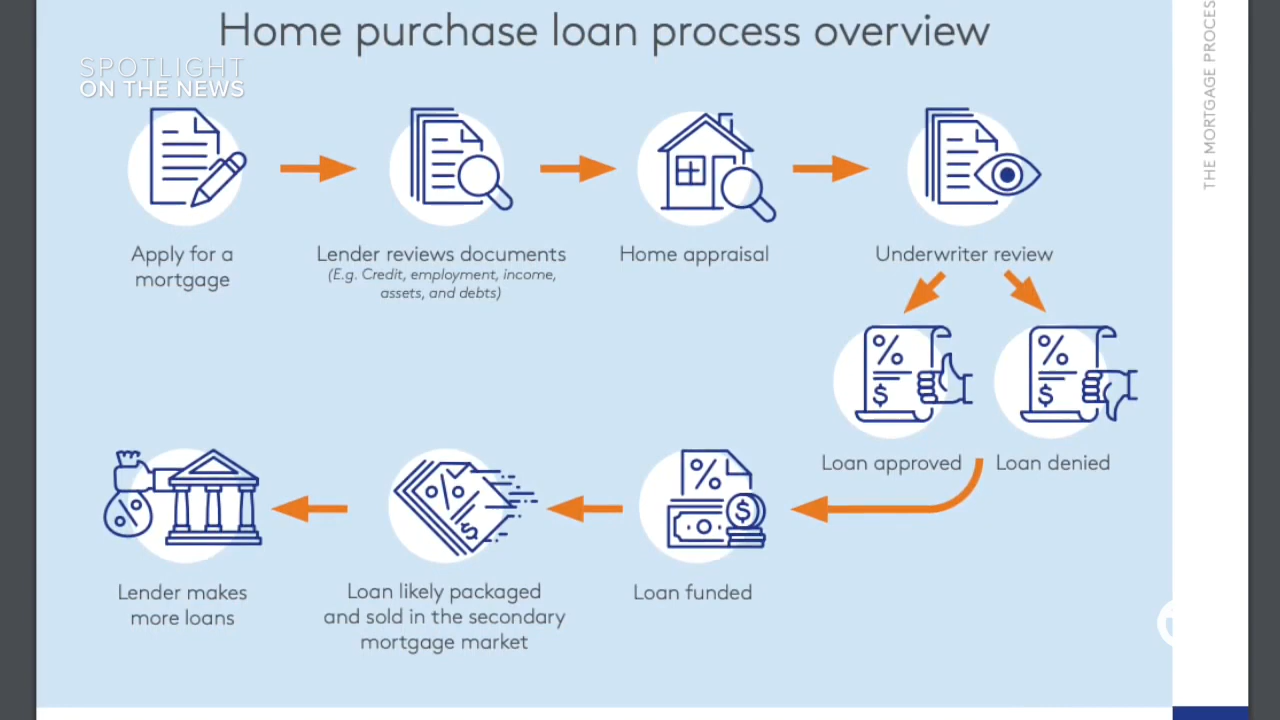 Home purchase loan process overview
SPOTLIGHT
ON THE NEWS
THE MORTGAGE PROCES
Apply for a
mortgage
Lender reviews documents
(E.g. Credit, employment, income,
assets, and debts)
Home appraisal
Underwriter review
%
$
%
$
Loan approved
Loan denied
%
Lender makes
more loans
%
$
Loan likely packaged
and sold in the secondary
mortgage market
%
$
Loan funded